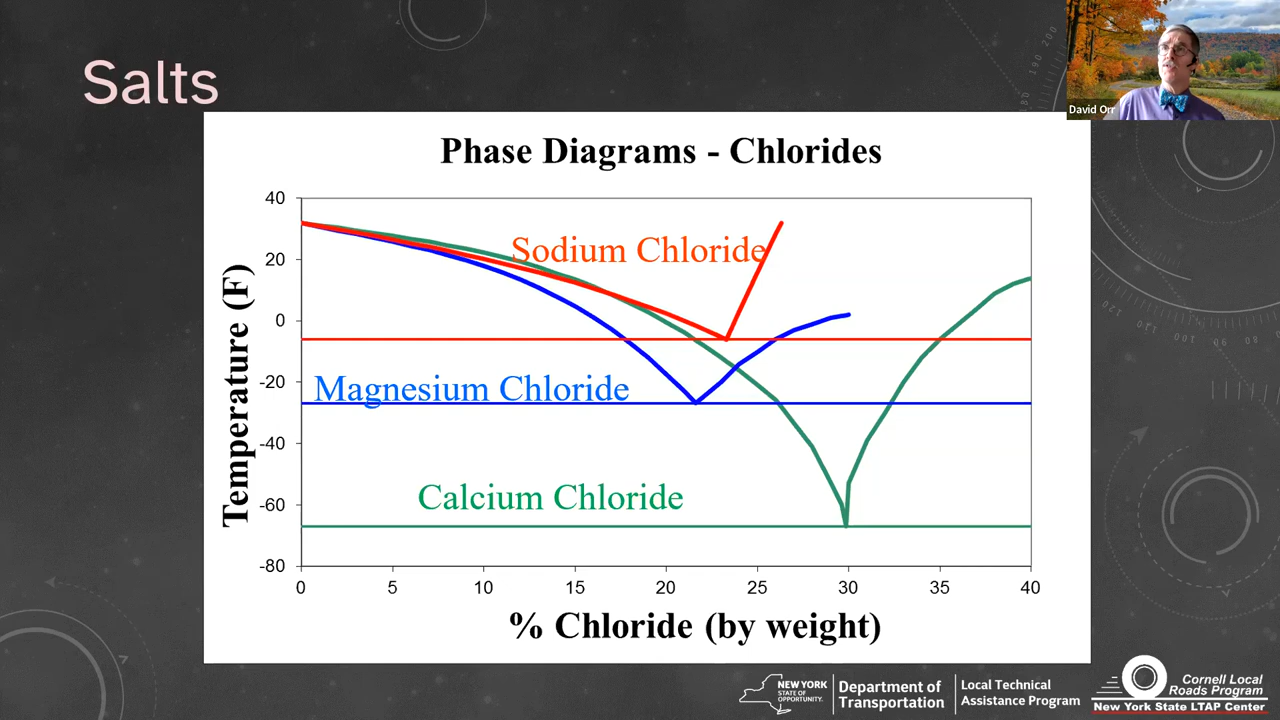 Salts
David Orr
Phase Diagrams - Chlorides
Temperature (F)
40
20
0
-20
-40
-60
-80
Sodium Chloride
Magnesium Chloride
Calcium Chloride
0 5 10 15 20 25 30 35 40
% Chloride (by weight)
NEW YORK
STATE OF
OPPORTUNITY.
Department of
Transportation
Local Technical
Assistance Program
Cornell Local
Roads Program
New York State LTAP Center
200
190